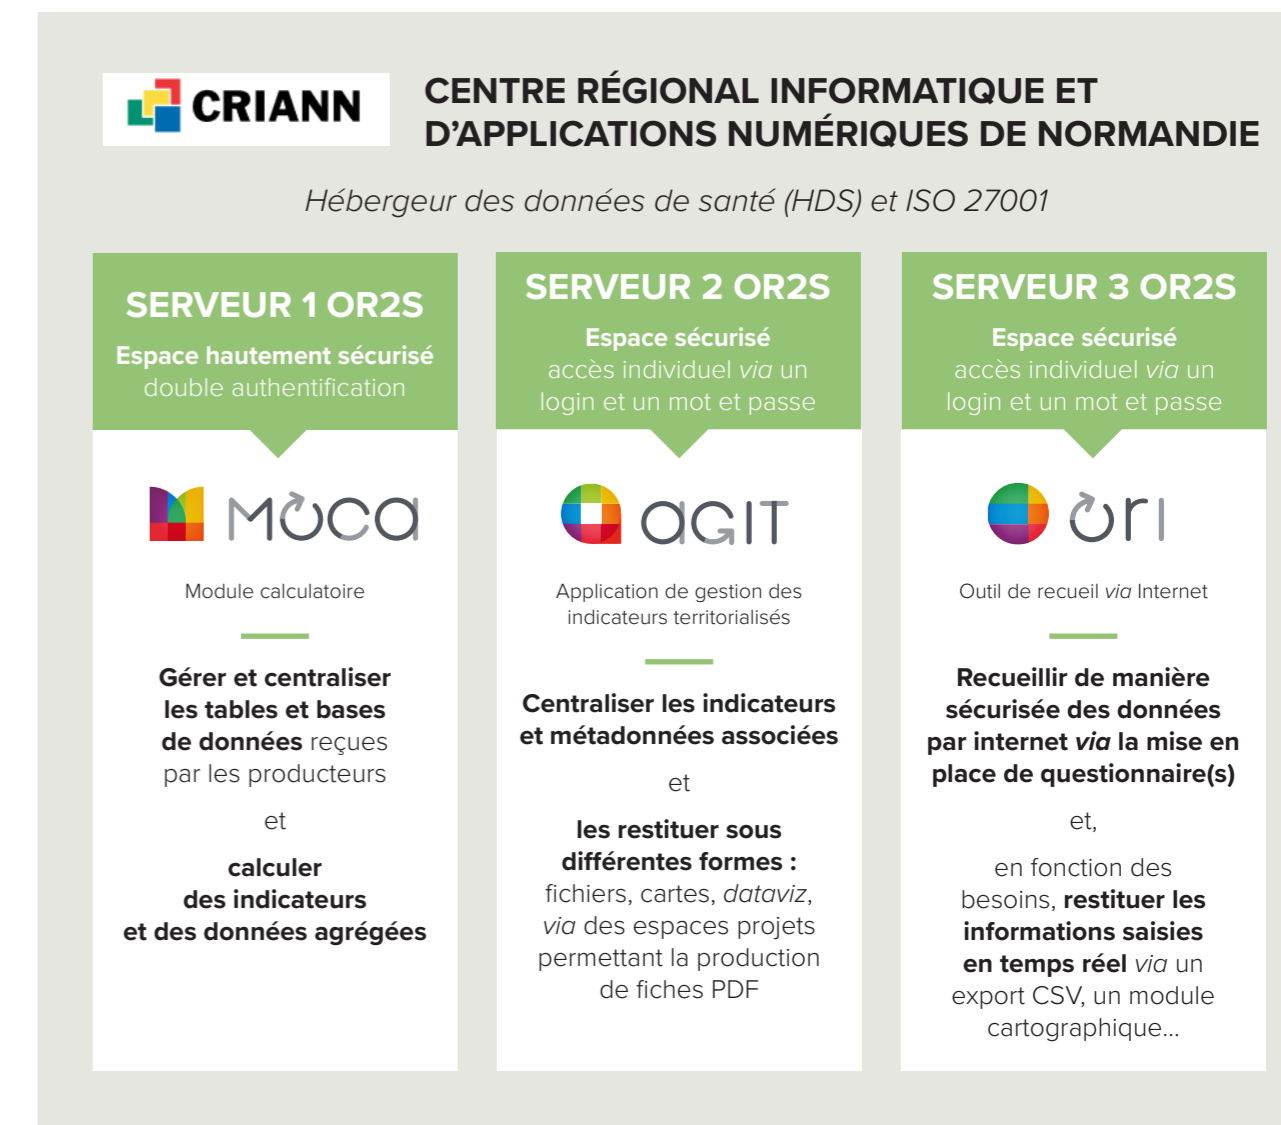 CRIANN
CENTRE RÉGIONAL INFORMATIQUE ET
D'APPLICATIONS NUMÉRIQUES DE NORMANDIE
Hébergeur des données de santé (HDS) et ISO 27001
SERVEUR 1 OR2S
Espace hautement sécurisé
double authentification
Moca
Module calculatoire
Gérer et centraliser
les tables et bases
de données reçues
par les producteurs
et
calculer
des indicateurs
et des données agrégées
SERVEUR 2 OR2S
Espace sécurisé
accès individuel via un
login et un mot et passe
aGIT
Application de gestion des
indicateurs territorialisés
Centraliser les indicateurs
et métadonnées associées
et
les restituer sous
différentes formes :
fichiers, cartes, dataviz,
via des espaces projets
permettant la production
de fiches PDF
SERVEUR 3 OR2S
Espace sécurisé
accès individuel via un
login et un mot et passe
ori
Outil de recueil via Internet
Recueillir de manière
sécurisée des données
par internet via la mise en
place de questionnaire(s)
et,
en fonction des
besoins, restituer les
informations saisies
en temps réel via un
export CSV, un module
cartographique...